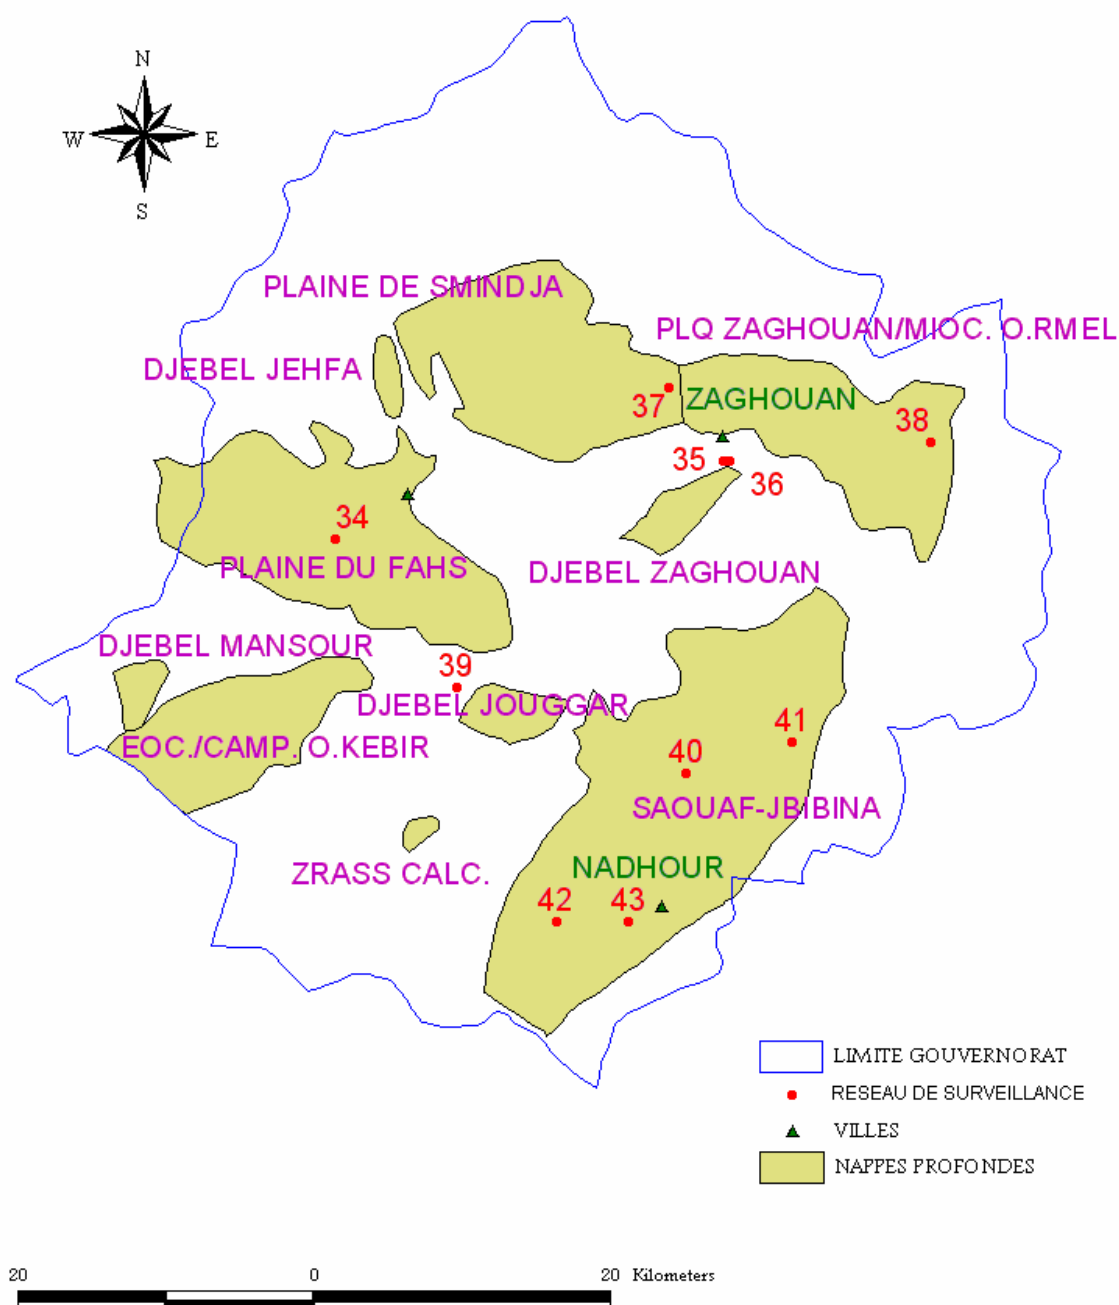 N
W E
S
PLAINE DE SMINDJA
PLQ ZAGHOUAN/MIOC. O.RMEL
DJEBEL JEHFA
37
ZAGHOUAN
38
35
36
34
PLAINE DU FAHS
DJEBEL ZAGHOUAN
DJEBEL MANSOUR
39
DJEBEL JOUGGAR
41
EOC./CAMP. O.KEBIR
40
SAOUAF-JBIBINA
ZRASS CALC.
NADHOUR
42
43
LIMITE GOUVERNORAT
RESEAU DE SURVEILLANCE
VILLES
NAPPES PROFONDES
20 0 20 Kilometers